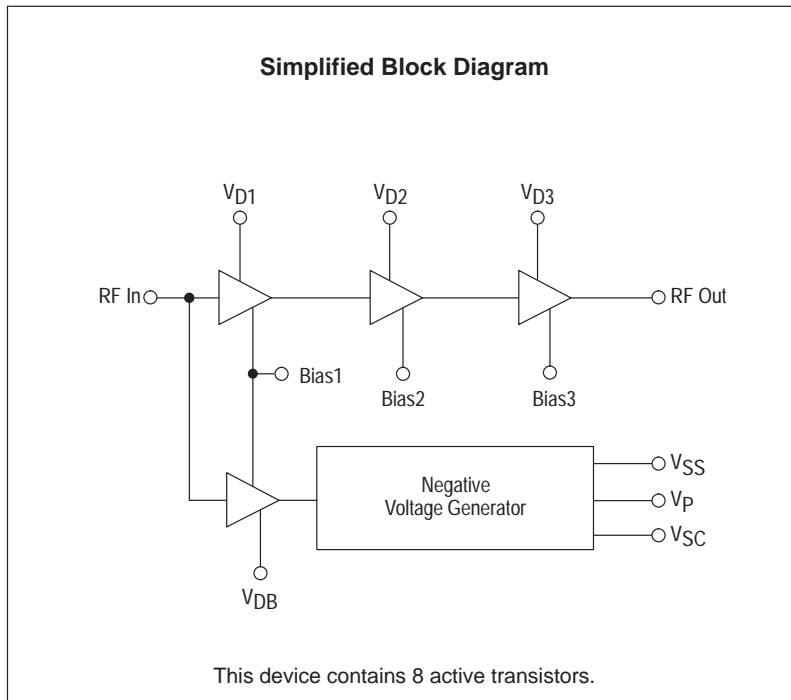 Simplified Block Diagram
VD1
VD2
VD3
RF In
RF Out
Bias1
Bias2
Bias3
Negative
Voltage Generator
VSS
VP
VSC
VDB
This device contains 8 active transistors.